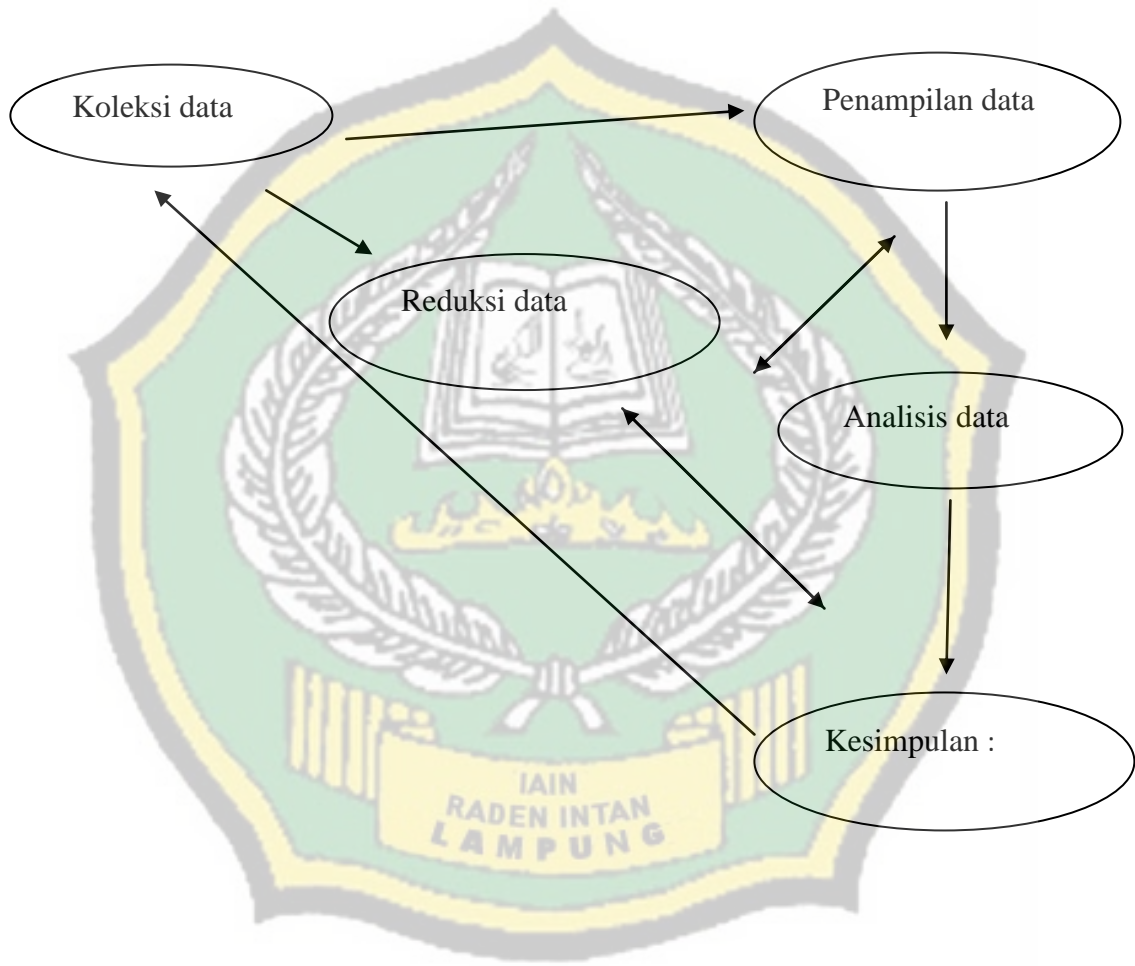 Koleksi data
Penampilan data
Reduksi data
Analisis data
Kesimpulan :
IAIN
RADEN INTAN
LAMPUNG